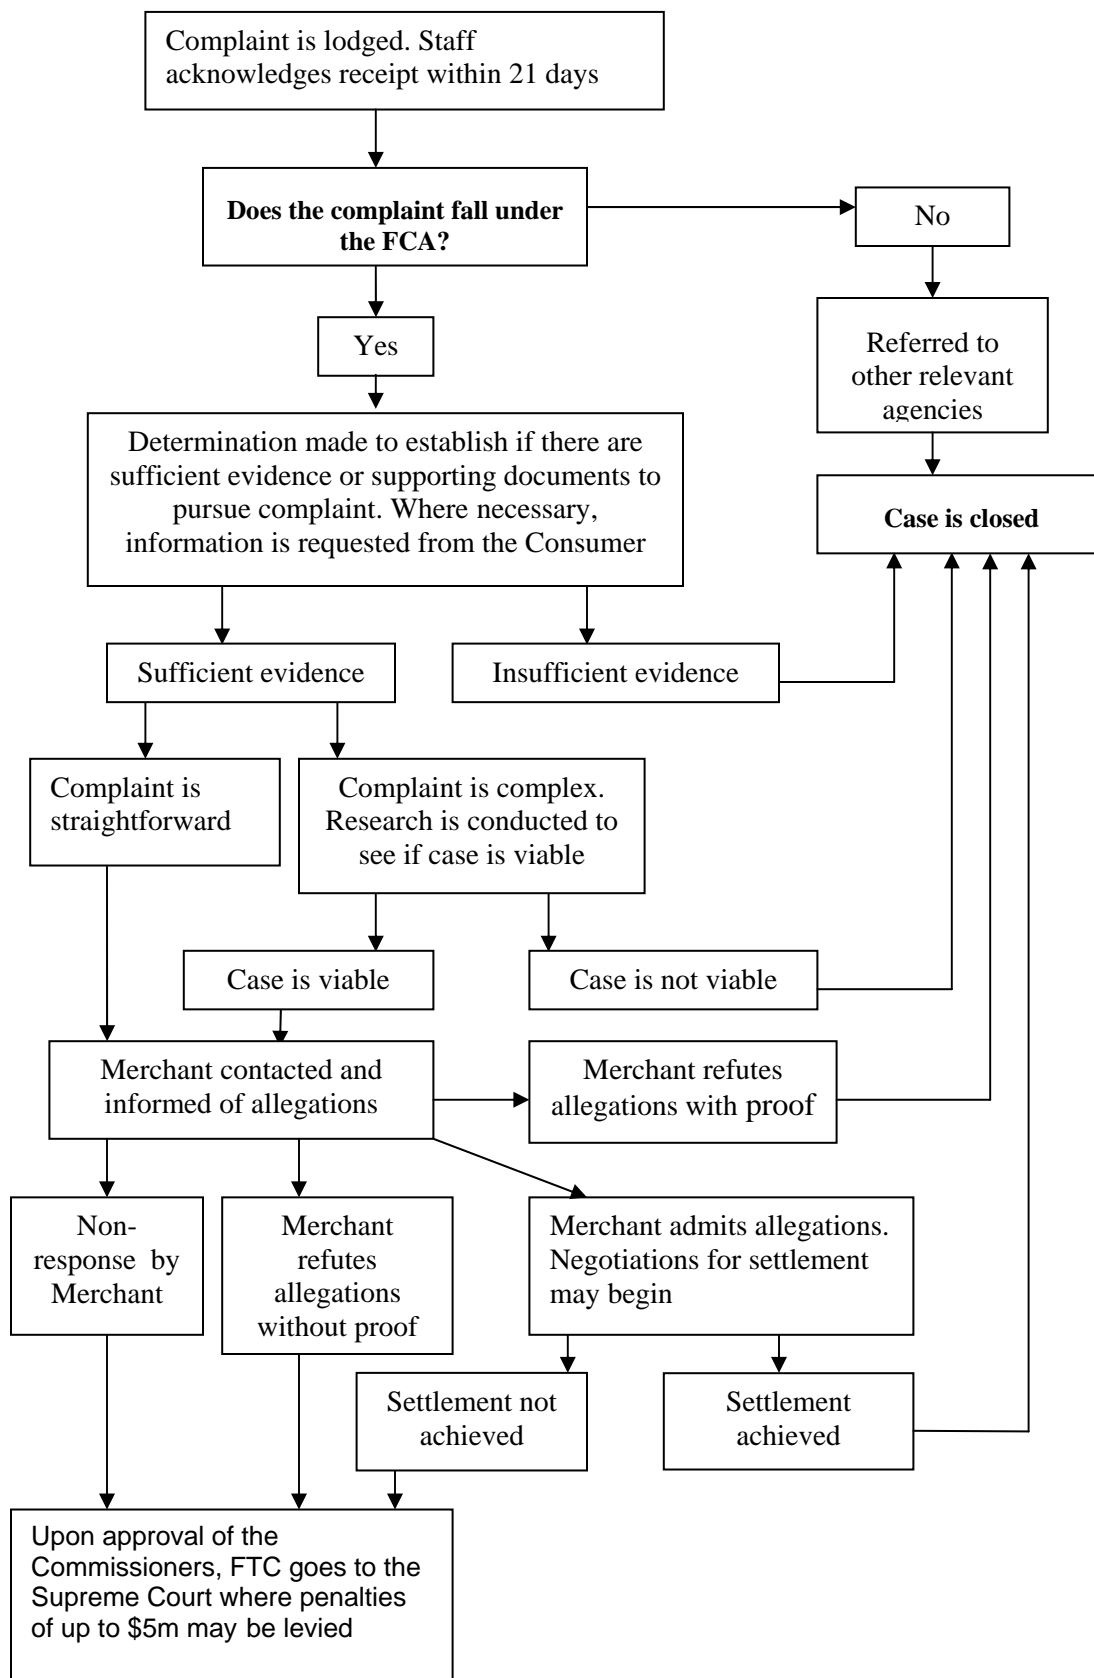 Complaint is lodged. Staff
acknowledges receipt within 21 days
Does the complaint fall under
the FCA?
No
Yes
Referred to
other relevant
agencies
Determination made to establish if there are
sufficient evidence or supporting documents to
pursue complaint. Where necessary,
information is requested from the Consumer
Case is closed
Sufficient evidence
Insufficient evidence
Complaint is
straightforward
Complaint is complex.
Research is conducted to
see if case is viable
Case is viable
Case is not viable
Merchant contacted and
informed of allegations
Merchant refutes
allegations with proof
Non-
response by
Merchant
Merchant
refutes
allegations
without proof
Merchant admits allegations.
Negotiations for settlement
may begin
Settlement not
achieved
Settlement
achieved
Upon approval of the
Commissioners, FTC goes to the
Supreme Court where penalties
of up to $5m may be levied